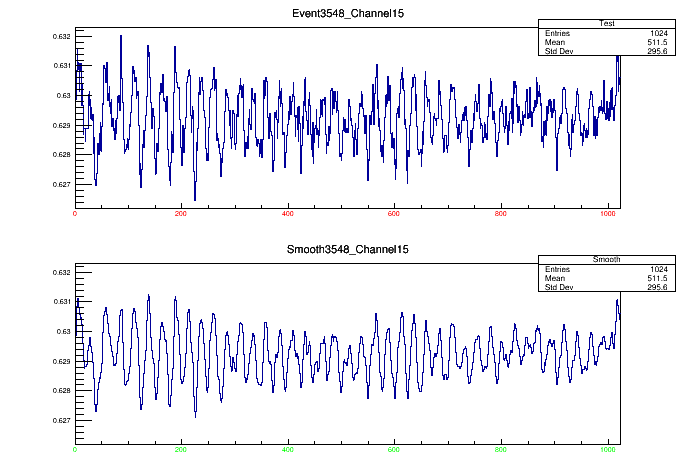 Event3548_Channel15
Test
Entries 1024
Mean 511.5
Std Dev 295.6
0.632
0.631
0.63
0.629
0.628
0.627
0 200 400 600 800 1000
Smooth3548_Channel15
Smooth
Entries 1024
Mean 511.5
Std Dev 295.6
0.632
0.631
0.63
0.629
0.628
0.627
0 200 400 600 800 1000